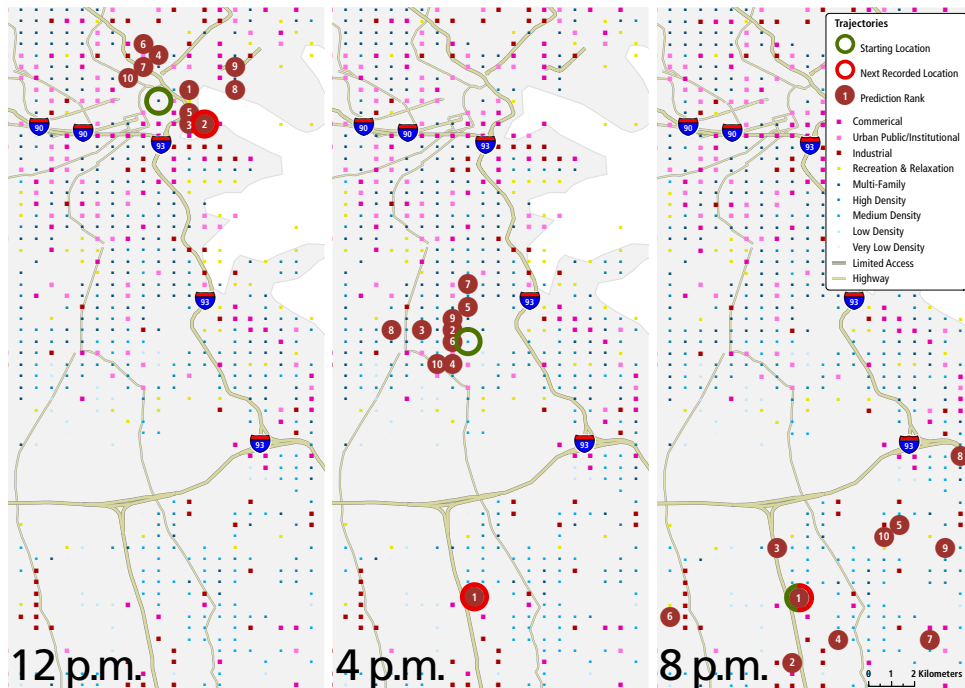 6
4
7
10
9
8
1
5
3
2
90
90
93
93
93
12 p.m.
90
90
93
7
93
5
9
8
3
2
6
10
4
93
1
4 p.m.
90
90
93
93
93
8
5
10
3
9
1
6
4
7
2
8 p.m.
0 1 2 Kilometers
Trajectories
Starting Location
Next Recorded Location
1 Prediction Rank
Commerical
Urban Public/Institutional
Industrial
Recreation & Relaxation
Multi-Family
High Density
Medium Density
Low Density
Very Low Density
Limited Access
Highway